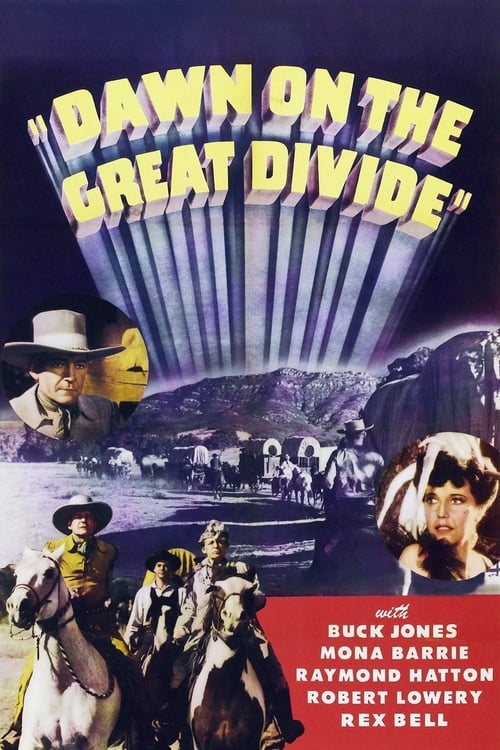 "DAWN ON THE
GREAT DIVIDE"
with
BUCK JONES
MONA BARRIE
RAYMOND HATTON
ROBERT LOWERY
REX BELL